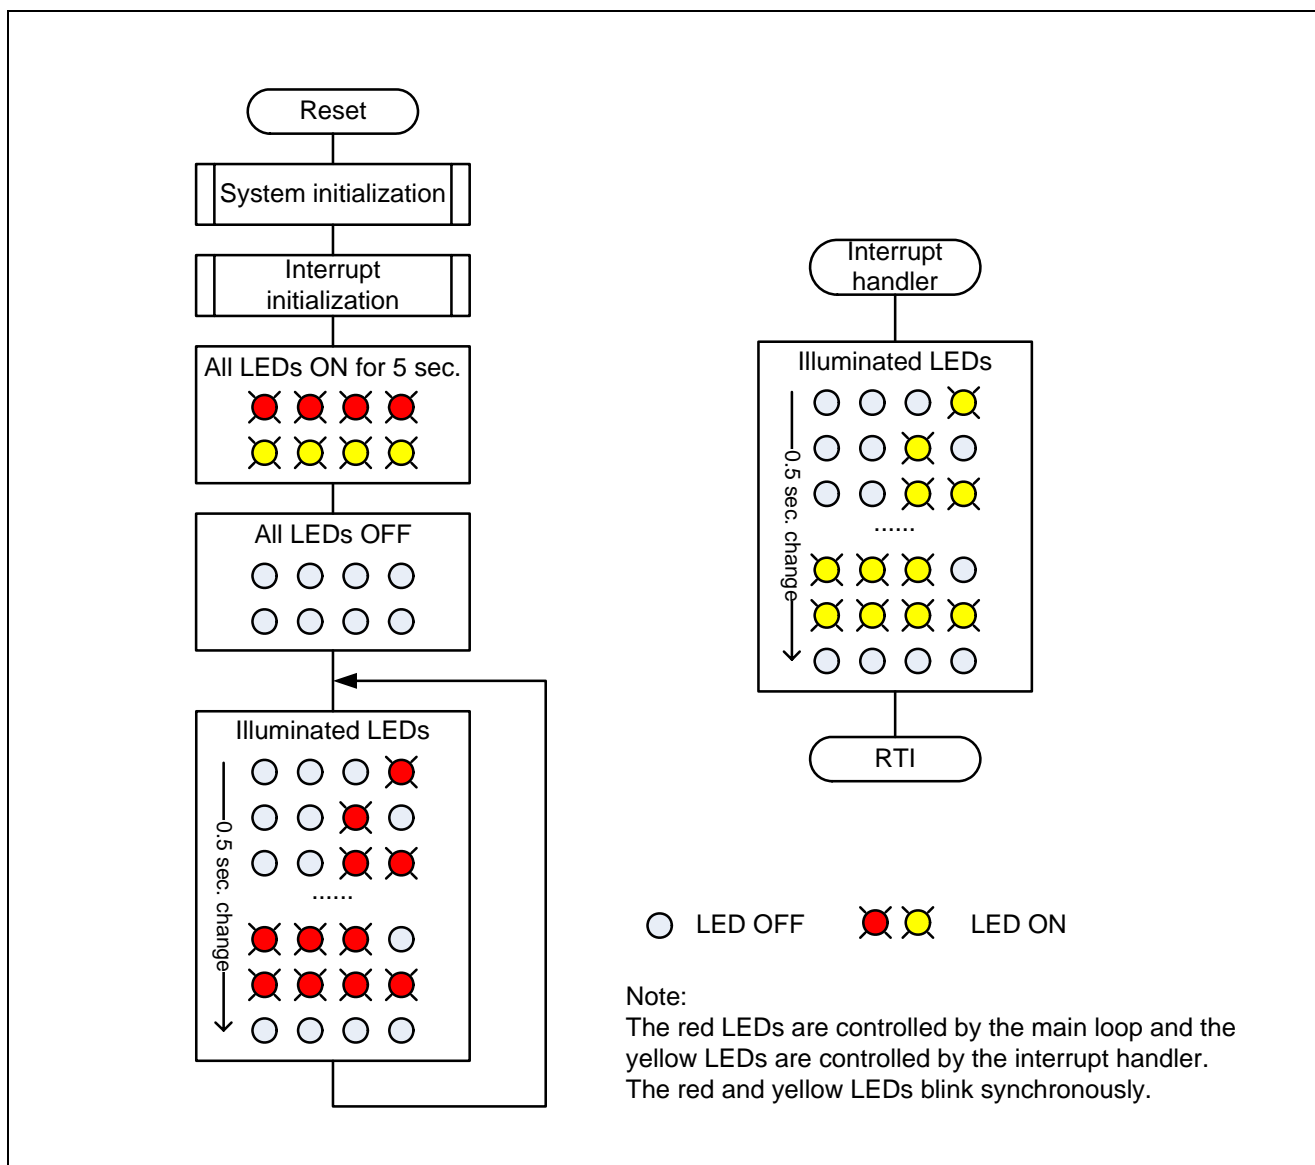 Reset
System initialization
Interrupt
initialization
All LEDs ON for 5 sec.
All LEDs OFF
Illuminated LEDs
0.5 sec. change
......
Interrupt
handler
Illuminated LEDs
0.5 sec. change
......
RTI
LED OFF
LED ON
Note:
The red LEDs are controlled by the main loop and the
yellow LEDs are controlled by the interrupt handler.
The red and yellow LEDs blink synchronously.